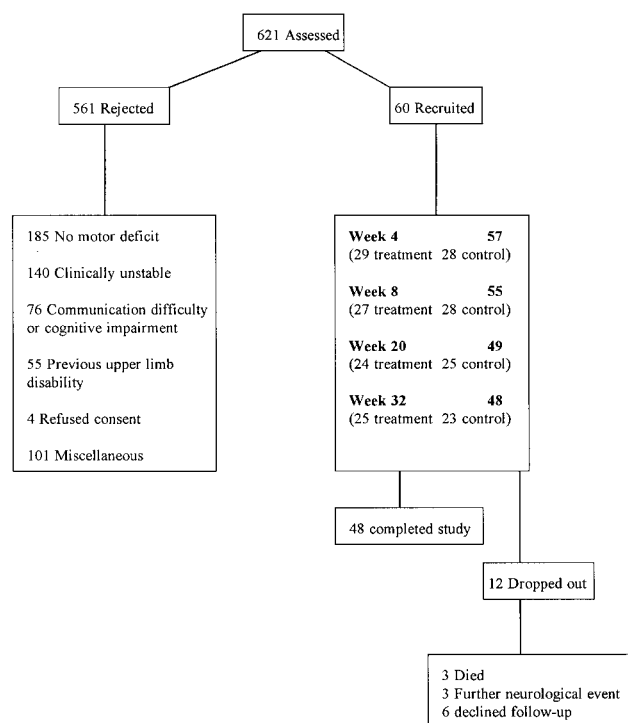 621 Assessed
561 Rejected
60 Recruited
185 No motor deficit
140 Clinically unstable
76 Communication difficulty
or cognitive impairment
55 Previous upper limb
disability
4 Refused consent
101 Miscellaneous
Week 4 57
(29 treatment 28 control)
Week 8 55
(27 treatment 28 control)
Week 20 49
(24 treatment 25 control)
Week 32 48
(25 treatment 23 control)
48 completed study
12 Dropped out
3 Died
3 Further neurological event
6 declined follow-up